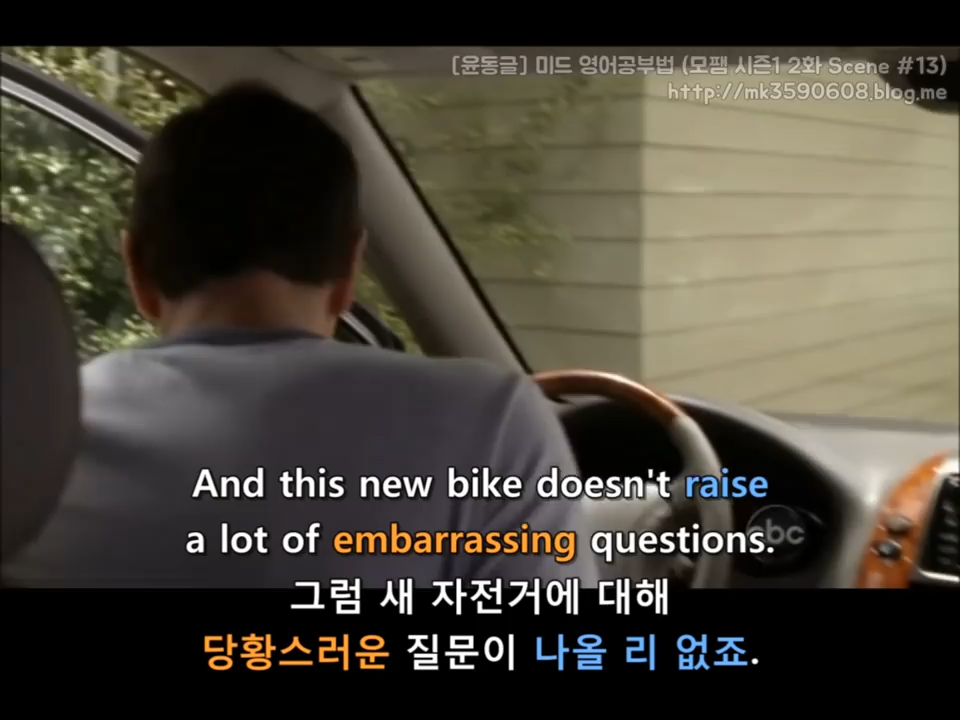 [윤동글] 미드 영어공부법 (모팸 시즌1 2화 Scene #13)
http://mk3590608.blog.me
And this new bike doesn't raise
a lot of embarrassing questions.
abc
그럼 새 자전거에 대해
당황스러운 질문이 나올 리 없죠.